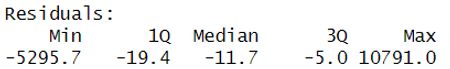 Residuals:
Min 1Q Median 3Q Max
-5295.7 -19.4 -11.7 -5.0 10791.0